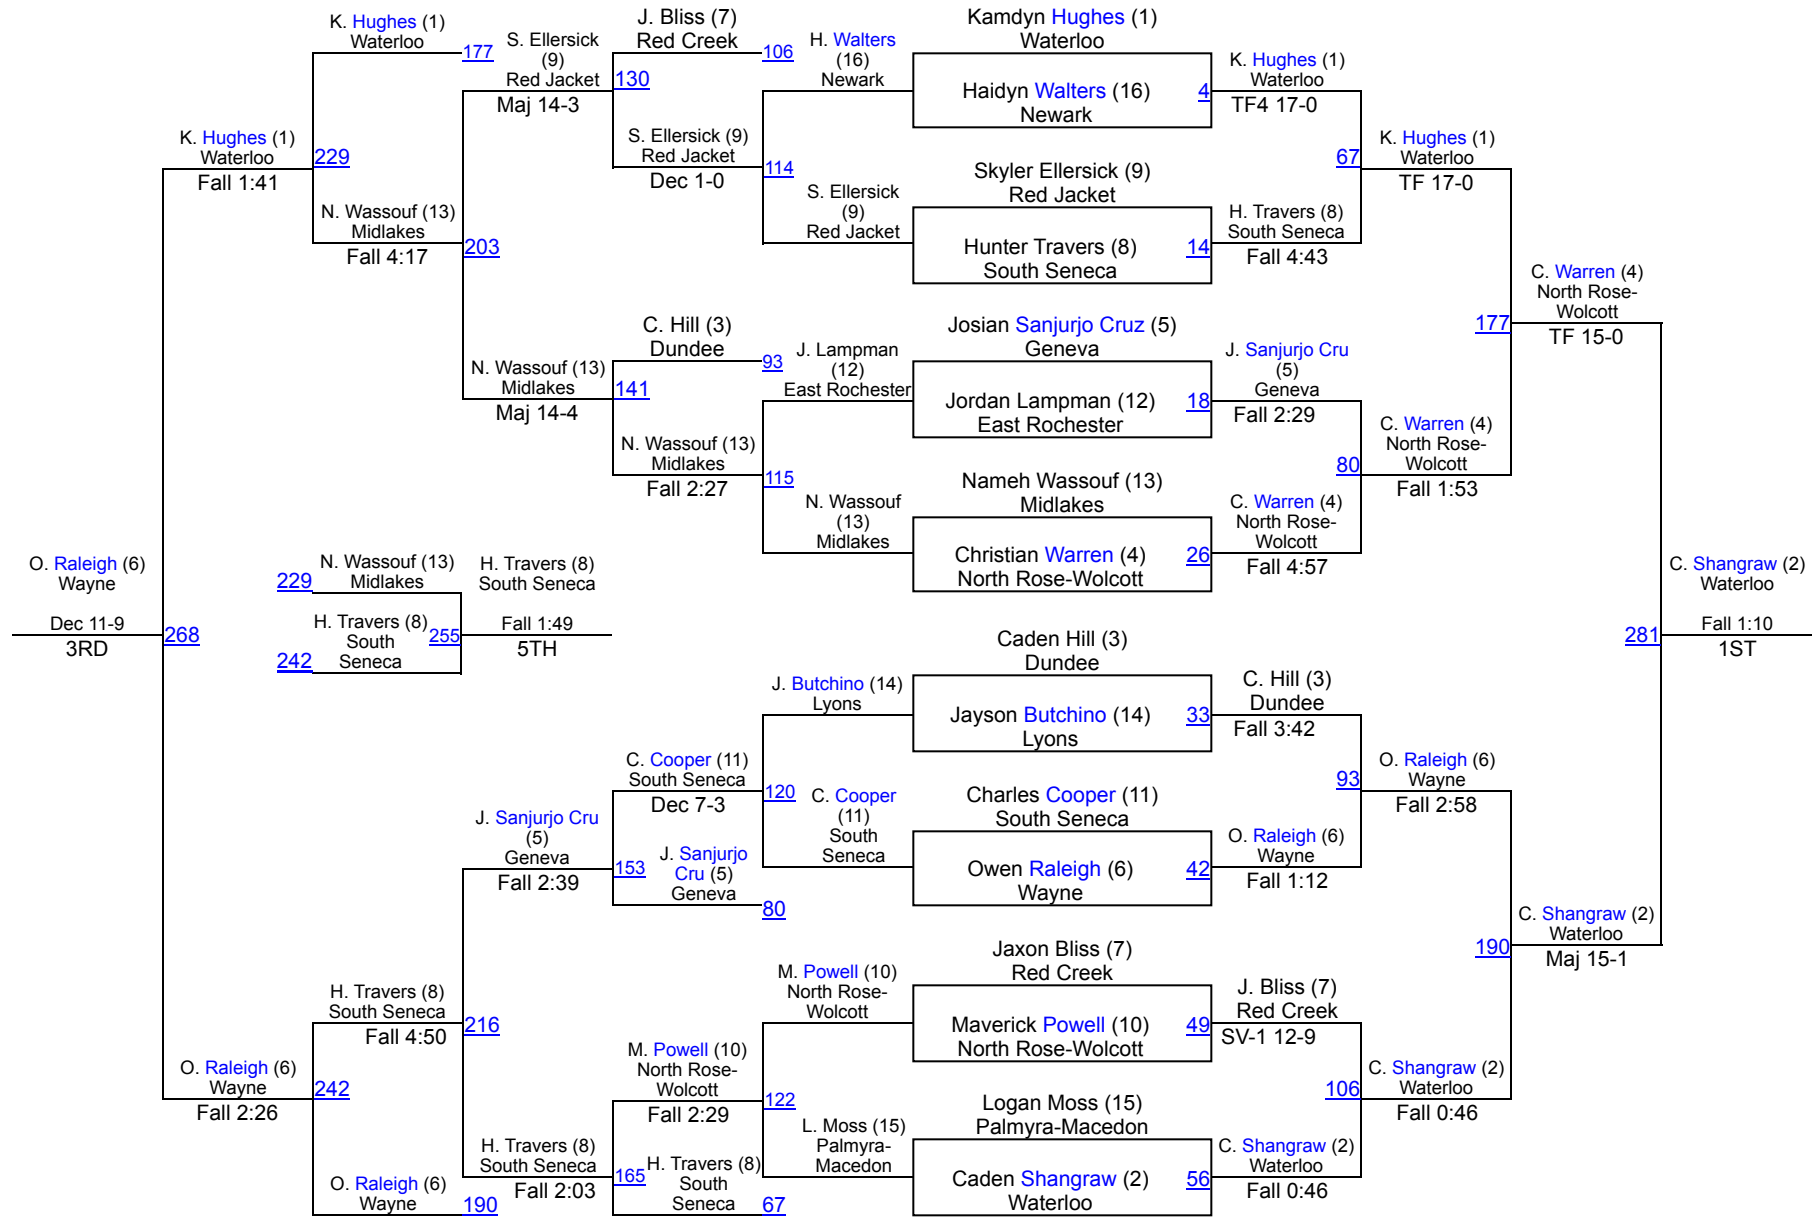 K. Hughes (1)
Waterloo
177
229
K. Hughes (1)
Waterloo
Fall 1:41
N. Wassouf (13)
Midlakes
Fall 4:17
203
S. Ellersick
(9)
Red Jacket
Maj 14-3
130
J. Bliss (7)
Red Creek
106
S. Ellersick (9)
Red Jacket
Dec 1-0
114
H. Walters
(16)
Newark
S. Ellersick
(9)
Red Jacket
N. Wassouf (13)
Midlakes
Maj 14-4
141
C. Hill (3)
Dundee
93
N. Wassouf (13)
Midlakes
Fall 2:27
115
J. Lampman
(12)
East Rochester
N. Wassouf
(13)
Midlakes
Kamdyn Hughes (1)
Waterloo
Haidyn Walters (16)
Newark
4
Skyler Ellersick (9)
Red Jacket
Hunter Travers (8)
South Seneca
14
Josian Sanjurjo Cruz (5)
Geneva
Jordan Lampman (12)
East Rochester
18
Nameh Wassouf (13)
Midlakes
Christian Warren (4)
North Rose-Wolcott
26
K. Hughes (1)
Waterloo
TF4 17-0
67
H. Travers (8)
South Seneca
Fall 4:43
K. Hughes (1)
Waterloo
TF 17-0
177
J. Sanjurjo Cru
(5)
Geneva
Fall 2:29
80
C. Warren (4)
North Rose-
Wolcott
Fall 4:57
C. Warren (4)
North Rose-
Wolcott
Fall 1:53
C. Warren (4)
North Rose-
Wolcott
TF 15-0
O. Raleigh (6)
Wayne
Dec 11-9
3RD
268
229
N. Wassouf (13)
Midlakes
H. Travers (8)
South
Seneca
242
255
H. Travers (8)
South Seneca
Fall 1:49
5TH
281
C. Shangraw (2)
Waterloo
Fall 1:10
1ST
Caden Hill (3)
Dundee
Jayson Butchino (14)
Lyons
33
Charles Cooper (11)
South Seneca
Owen Raleigh (6)
Wayne
42
Jaxon Bliss (7)
Red Creek
Maverick Powell (10)
North Rose-Wolcott
49
Logan Moss (15)
Palmyra-Macedon
Caden Shangraw (2)
Waterloo
56
C. Hill (3)
Dundee
Fall 3:42
93
O. Raleigh (6)
Wayne
Fall 1:12
O. Raleigh (6)
Wayne
Fall 2:58
190
J. Bliss (7)
Red Creek
SV-1 12-9
106
C. Shangraw (2)
Waterloo
Fall 0:46
C. Shangraw (2)
Waterloo
Fall 0:46
C. Shangraw (2)
Waterloo
Maj 15-1
J. Butchino (14)
Lyons
C. Cooper (11)
South Seneca
Dec 7-3
120
C. Cooper
(11)
South
Seneca
J. Sanjurjo Cru
(5)
Geneva
Fall 2:39
153
J. Sanjurjo
Cru (5)
Geneva
80
M. Powell (10)
North Rose-
Wolcott
H. Travers (8)
South Seneca
Fall 4:50
216
M. Powell (10)
North Rose-
Wolcott
Fall 2:29
122
L. Moss (15)
Palmyra-
Macedon
O. Raleigh (6)
Wayne
Fall 2:26
242
H. Travers (8)
South Seneca
Fall 2:03
165
H. Travers (8)
South
Seneca
67
O. Raleigh (6)
Wayne
190